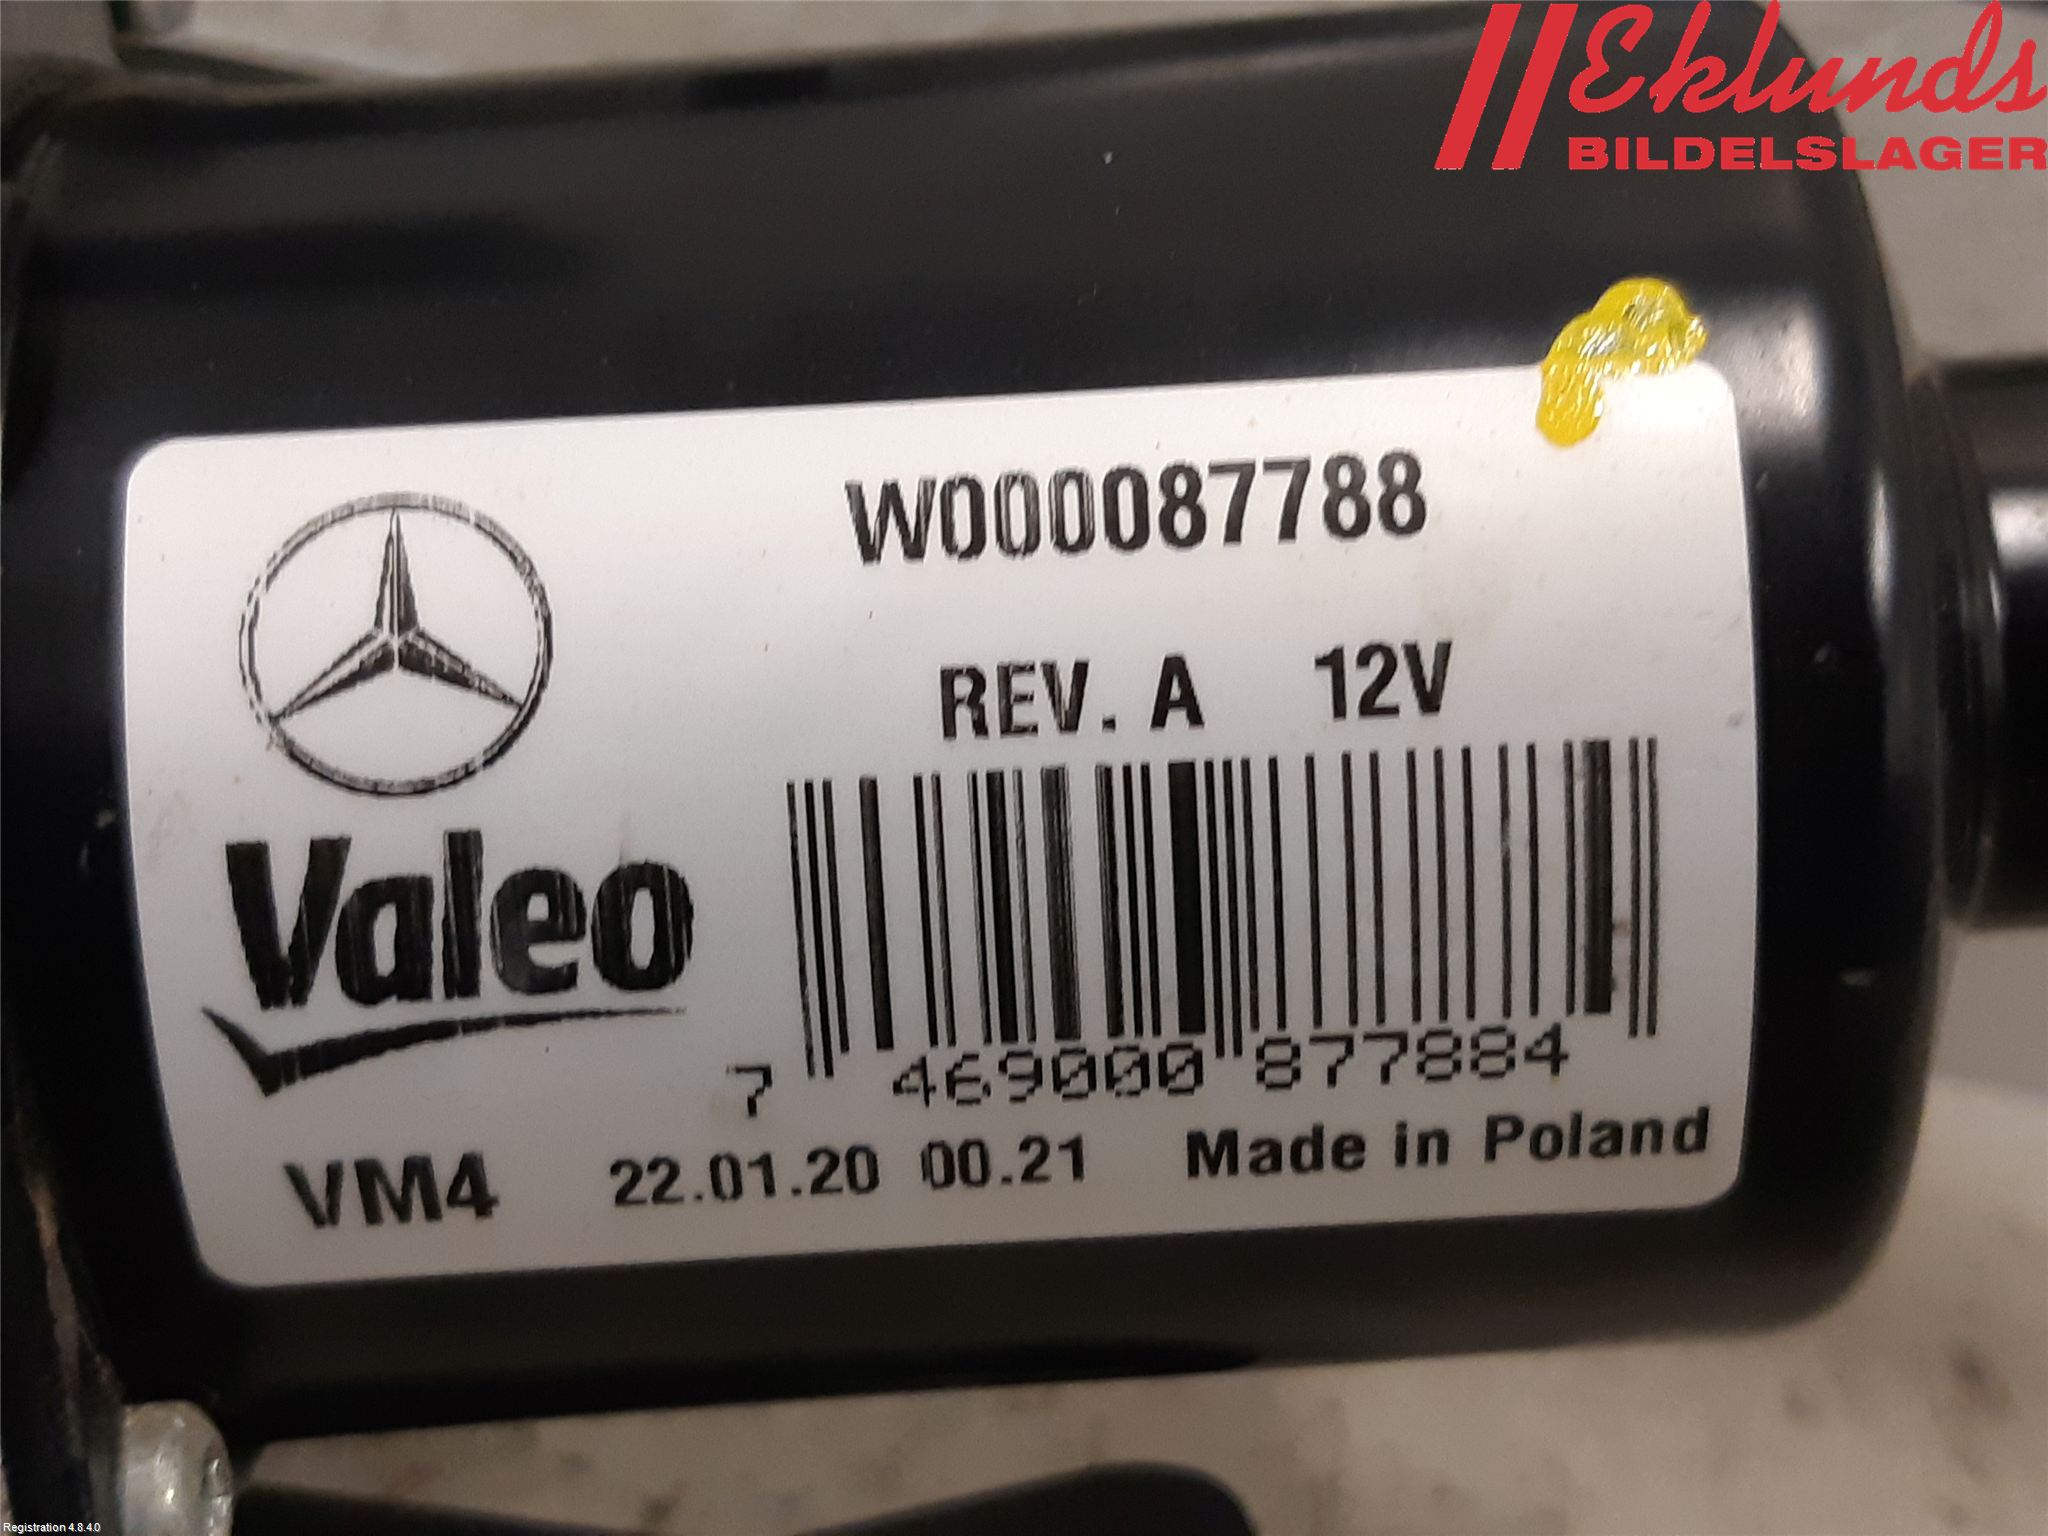 Eklunds
BILDELSLAGER
W000087788
REV. A 12V
Valeo
7 469000 877884
VM4 22.01.20 00.21 Made in Poland
Registration 4.8.4.0